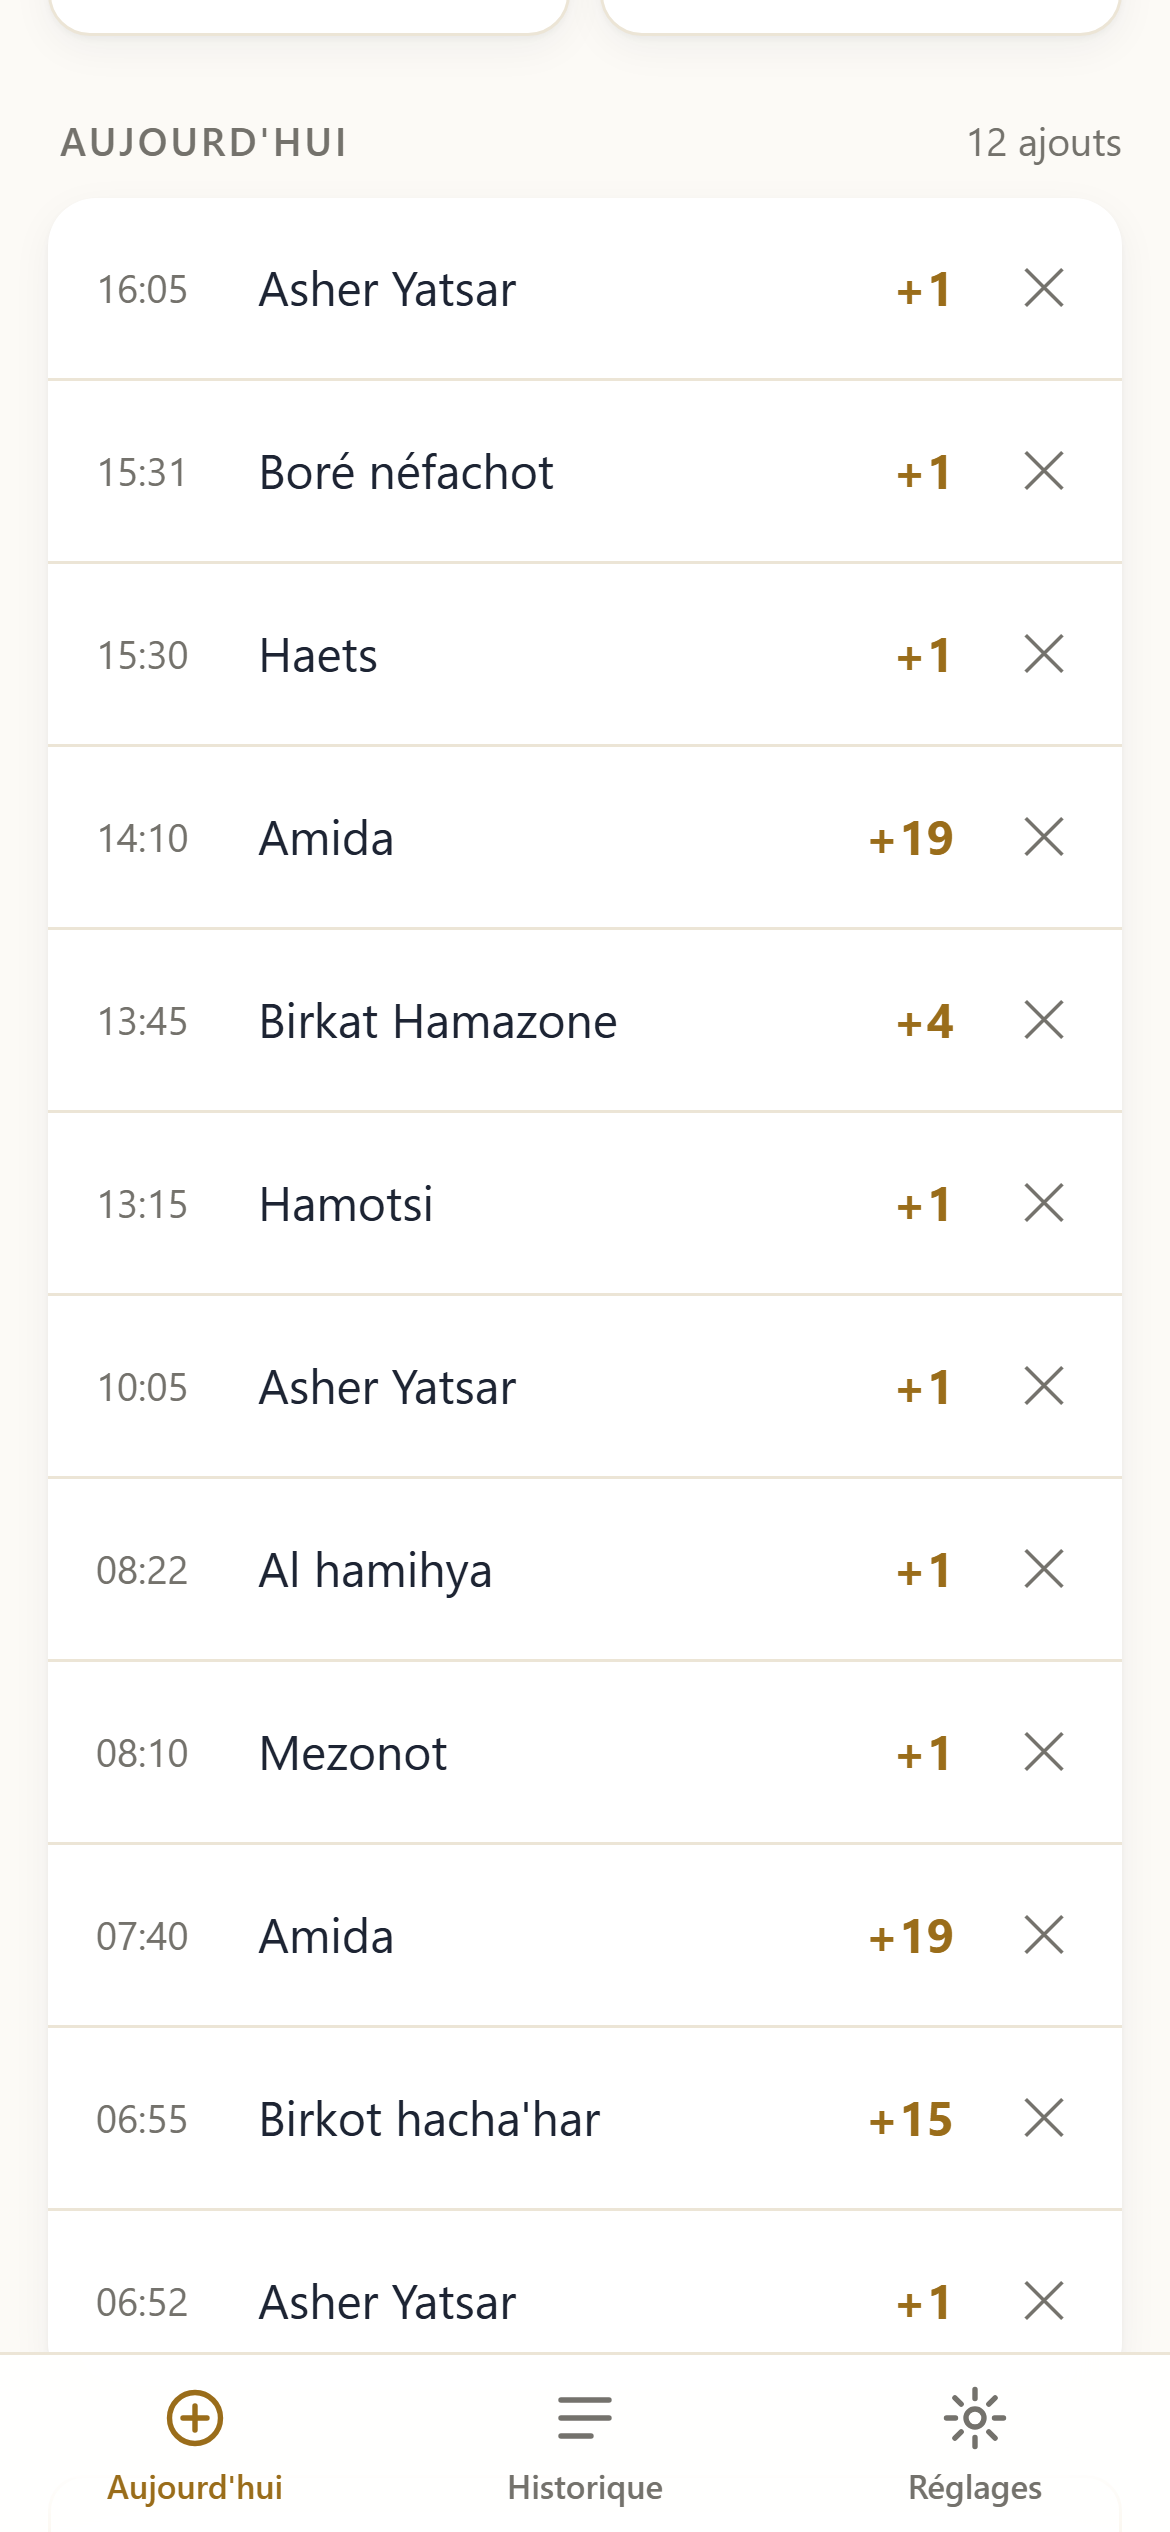 AUJOURD'HUI 12 ajouts
16:05 Asher Yatsar +1
15:31 Boré néfachot +1
15:30 Haets +1
14:10 Amida +19
13:45 Birkat Hamazone +4
13:15 Hamotsi +1
10:05 Asher Yatsar +1
08:22 Al hamihya +1
08:10 Mezonot +1
07:40 Amida +19
06:55 Birkot hacha'har +15
06:52 Asher Yatsar +1
Aujourd'hui Historique Réglages